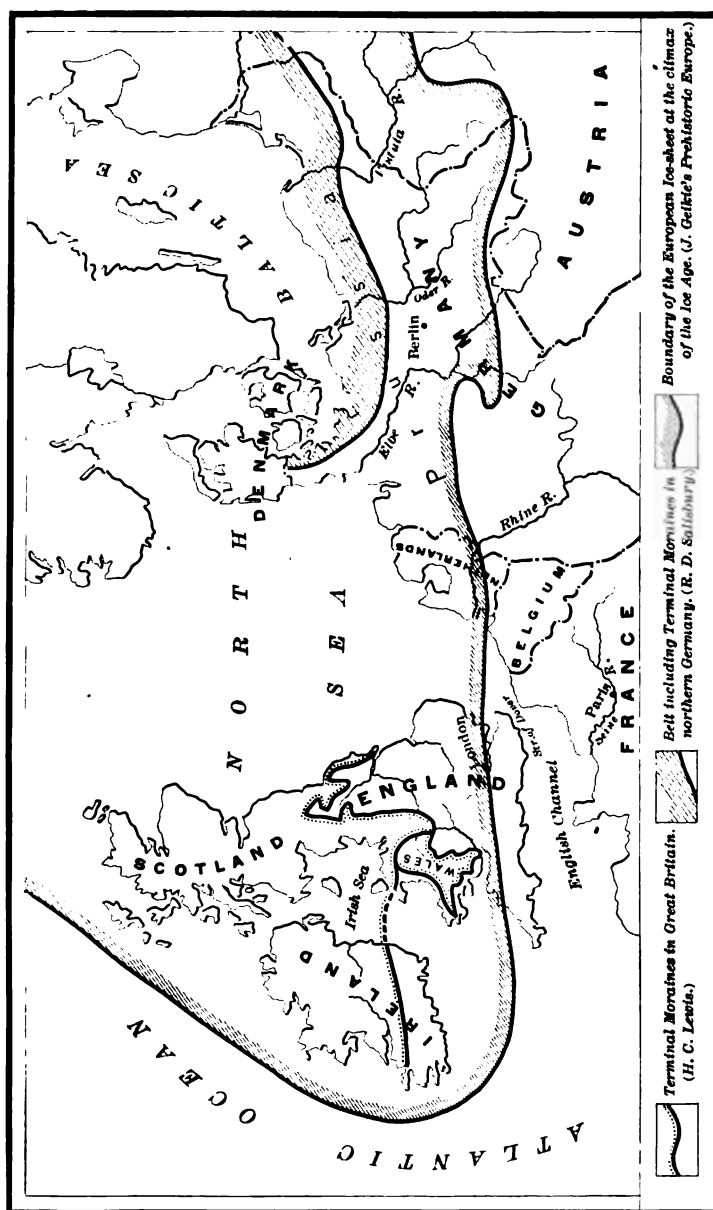 ATLANTIC
OCEAN
SCOTLAND
IRELAND
Irish Sea
ENGLAND
WALES
London
Str. of Dover
English Channel
NORTH
SEA
DENMARK
BALTIC SEA
NETHERLANDS
BELGIUM
FRANCE
Paris
Seine R.
Rhine R.
Elbe R.
Prussia
Berlin
Oder R.
Vistula R.
GERMANY
AUSTRIA
Terminal Moraines in Great Britain.
(H. C. Lewis.)
Belt including Terminal Moraines in
northern Germany. (R. D. Salisbury.)
Boundary of the European Ice-sheet at the climax
of the Ice Age. (J. Geikie's Prehistoric Europe.)